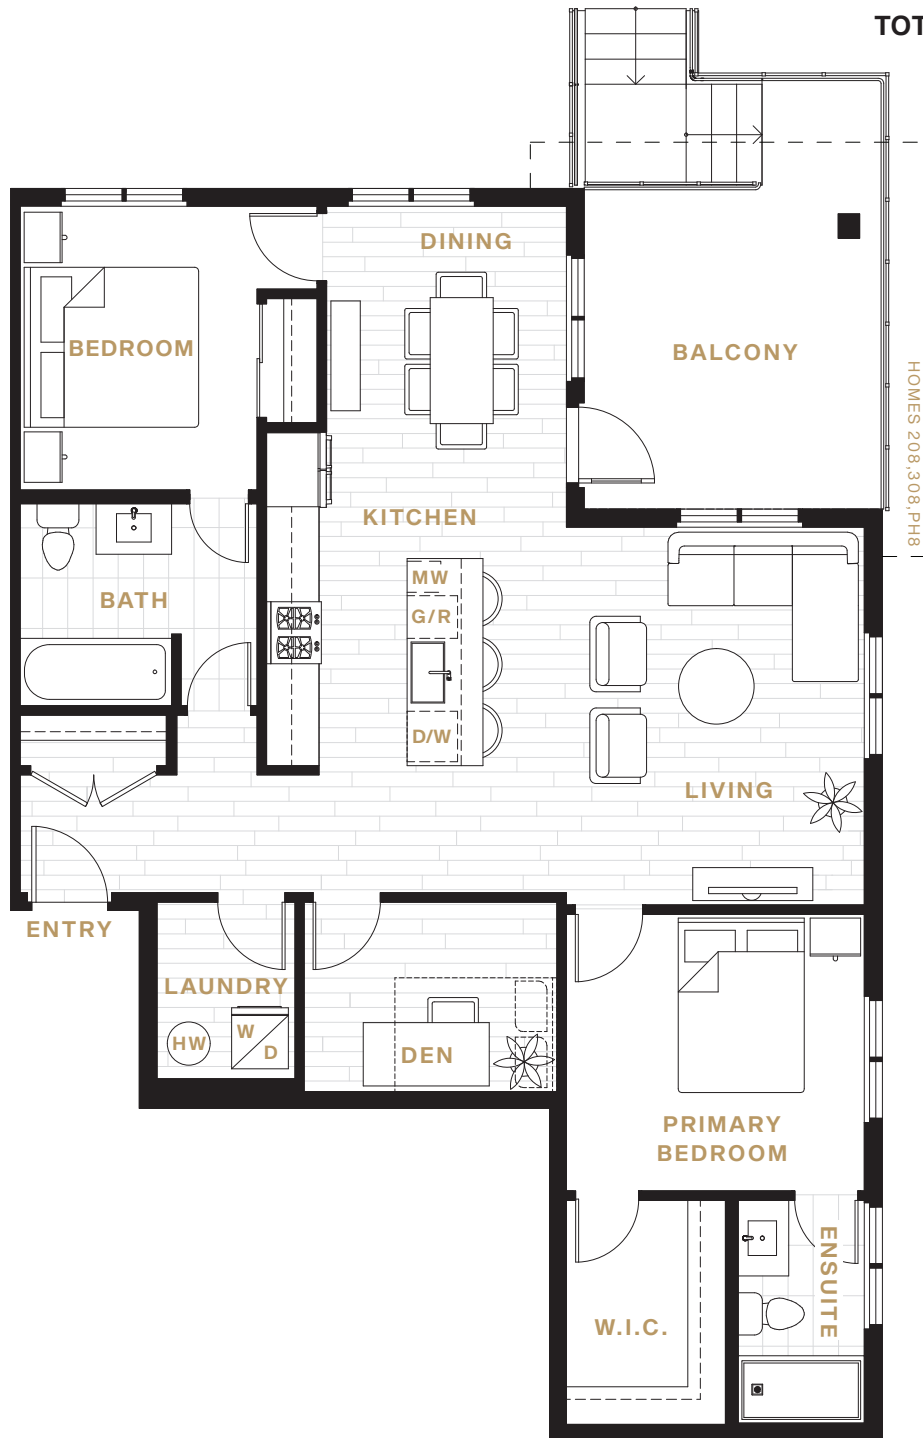 TOT
DINING
BEDROOM
BALCONY
HOMES 208,308,PH8
KITCHEN
MW
BATH
G/R
D/W
LIVING
ENTRY
LAUNDRY
HW
W
D
DEN
PRIMARY
BEDROOM
ENSUITE
W.I.C.